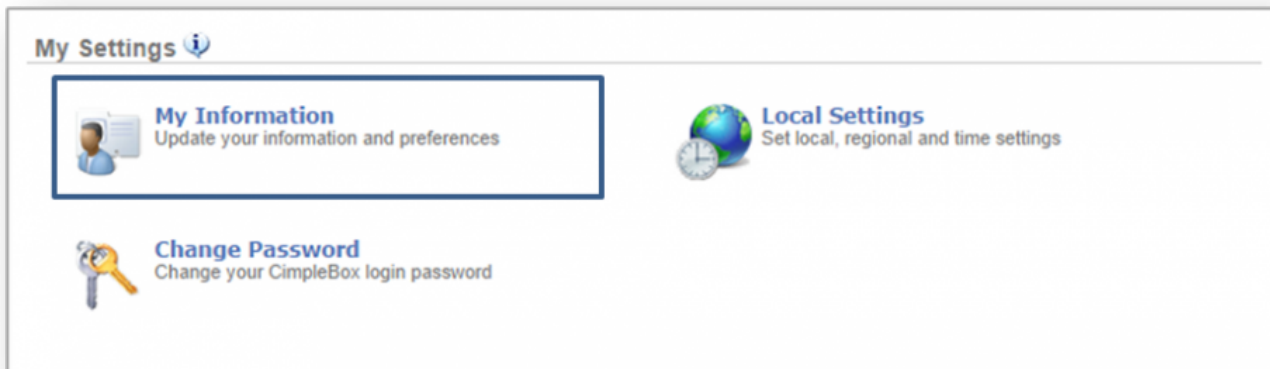 My Settings
My Information
Update your information and preferences
Local Settings
Set local, regional and time settings
Change Password
Change your CimpleBox login password